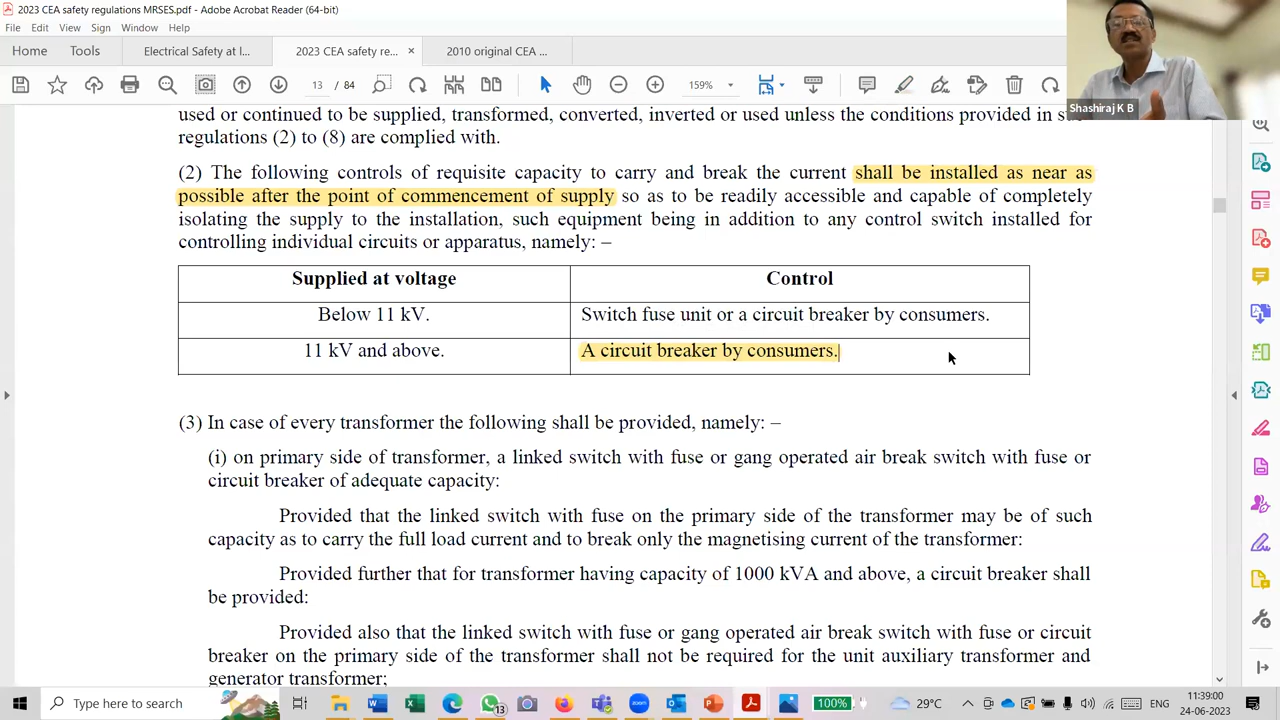 2023 CEA safety regulations MRSES.pdf - Adobe Acrobat Reader (64-bit)
File Edit View Sign Window Help
Home Tools Electrical Safety at I... 2023 CEA safety re... × 2010 original CEA ...
13 / 84 159%
Shashiraj K B
used or continued to be supplied, transformed, converted, inverted or used unless the conditions provided in su
regulations (2) to (8) are complied with.
(2) The following controls of requisite capacity to carry and break the current shall be installed as near as
possible after the point of commencement of supply so as to be readily accessible and capable of completely
isolating the supply to the installation, such equipment being in addition to any control switch installed for
controlling individual circuits or apparatus, namely: –
Supplied at voltage Control
Below 11 kV. Switch fuse unit or a circuit breaker by consumers.
11 kV and above. A circuit breaker by consumers.
(3) In case of every transformer the following shall be provided, namely: –
(i) on primary side of transformer, a linked switch with fuse or gang operated air break switch with fuse or
circuit breaker of adequate capacity:
Provided that the linked switch with fuse on the primary side of the transformer may be of such
capacity as to carry the full load current and to break only the magnetising current of the transformer:
Provided further that for transformer having capacity of 1000 kVA and above, a circuit breaker shall
be provided:
Provided also that the linked switch with fuse or gang operated air break switch with fuse or circuit
breaker on the primary side of the transformer shall not be required for the unit auxiliary transformer and
generator transformer;
Type here to search 13 zoom 100% 29°C ENG 11:39:00
24-06-2023